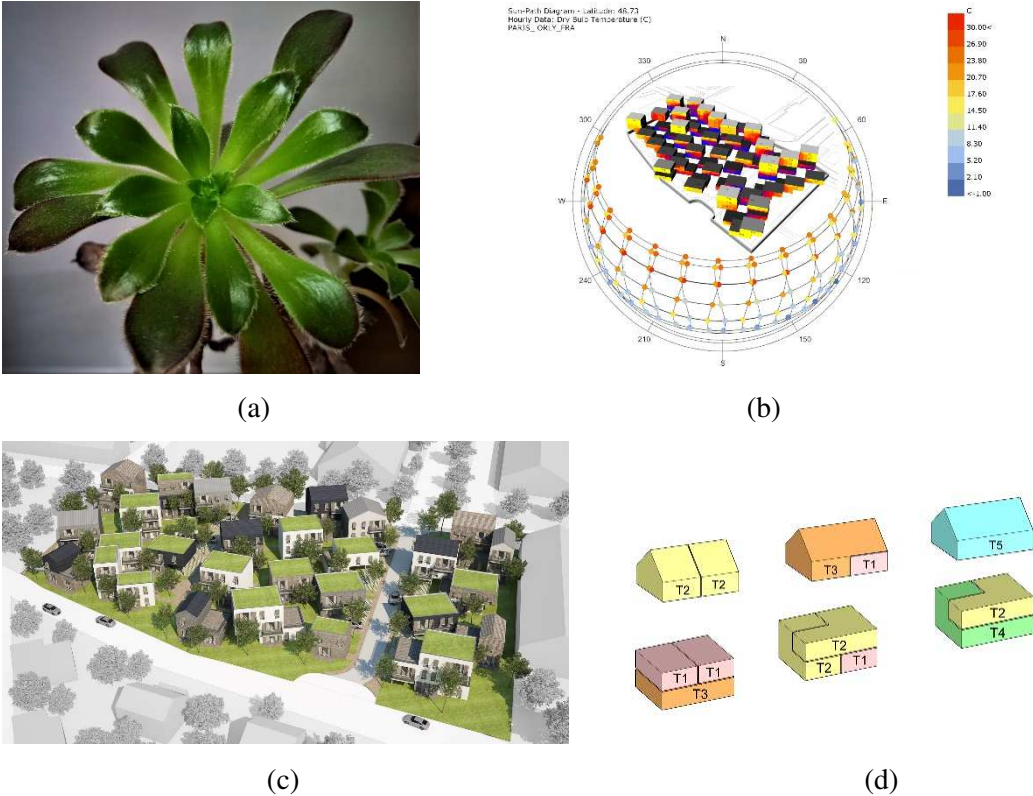 Sun-Path Diagram - Latitude: 48.73
Hourly Data: Dry Bulb Temperature (C)
PARIS_ORLY_FRA
C
30.00<
26.90
23.80
20.70
17.60
14.50
11.40
8.30
5.20
2.10
<-1.00
N
330
30
300
60
W
E
240
120
210
150
S
(a)
(b)
T5
T3 T1
T2 T2
T2
T4
T2
T2 T1
T1 T1
T3
(c)
(d)